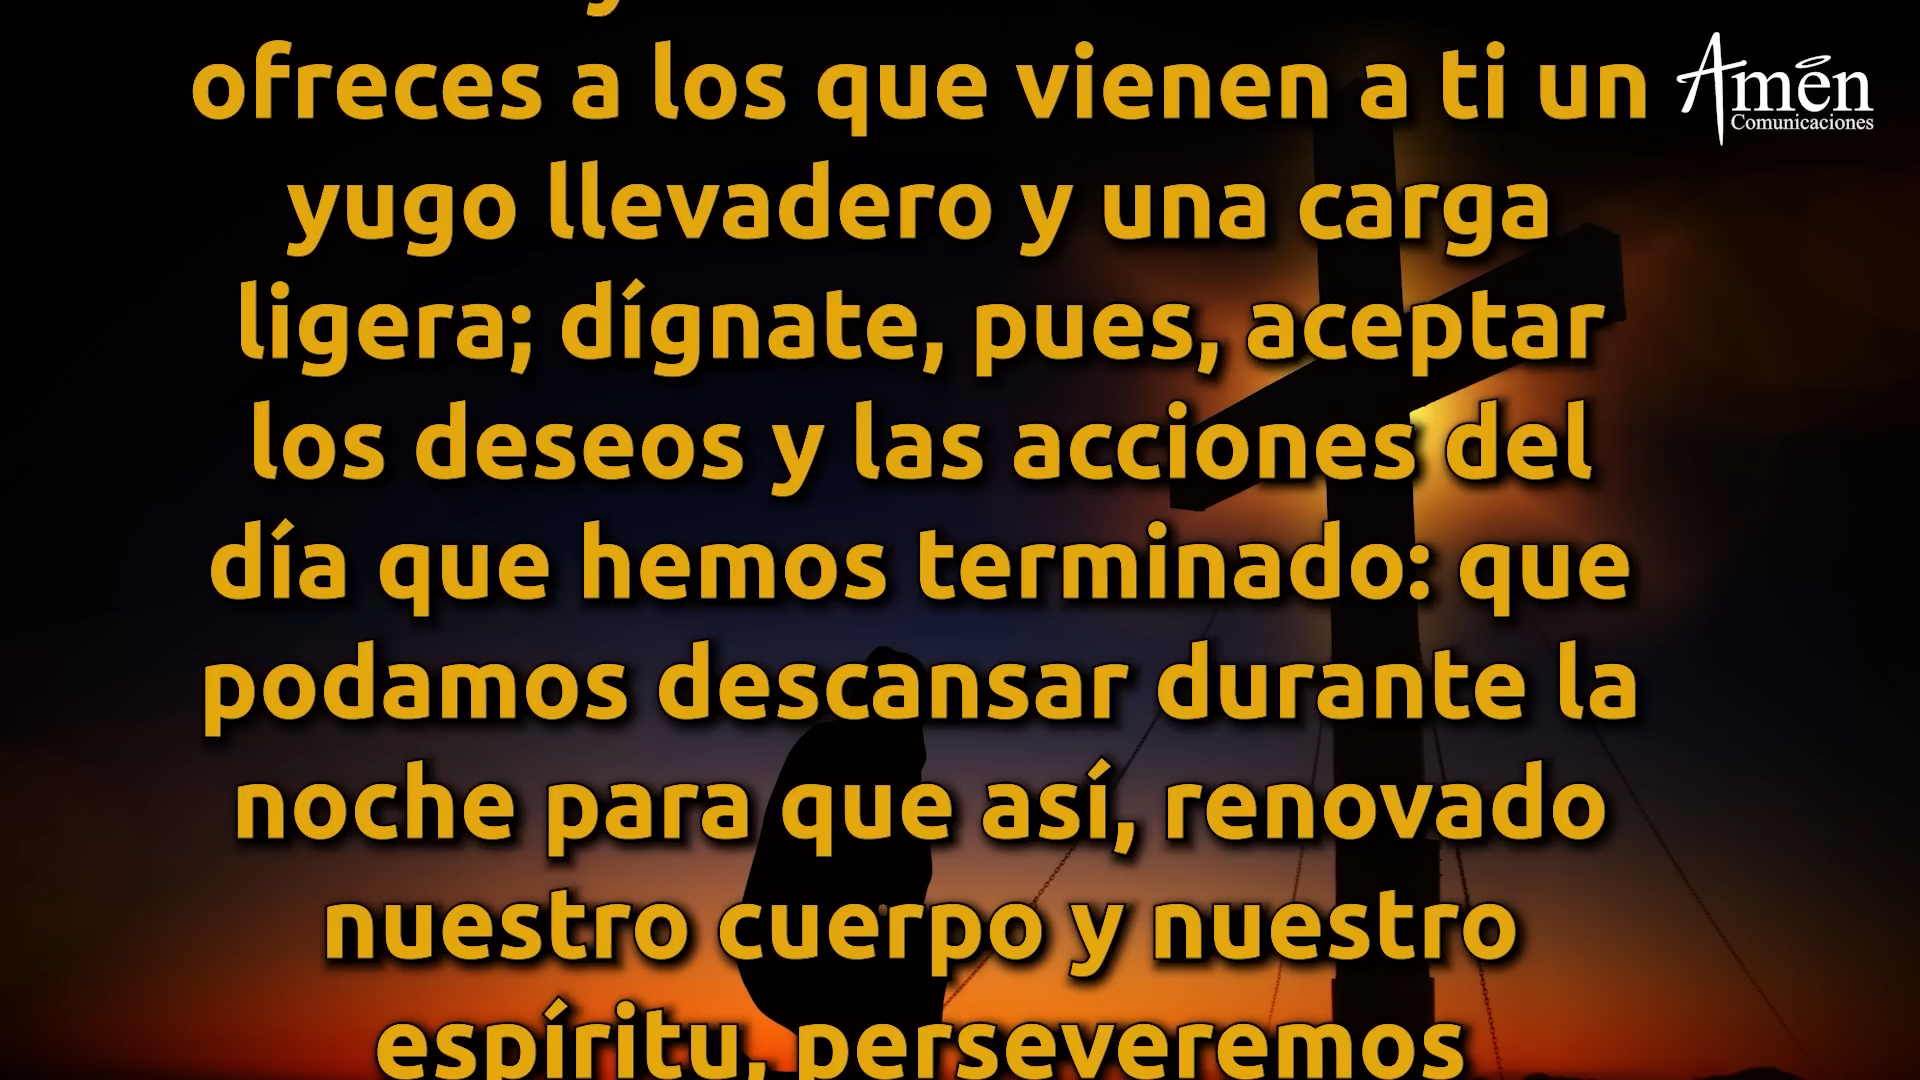 ofreces a los que vienen a ti un
yugo llevadero y una carga
ligera; dígnate, pues, aceptar
los deseos y las acciones del
día que hemos terminado: que
podamos descansar durante la
noche para que así, renovado
nuestro cuerpo y nuestro
espíritu, perseveremos
Amén
Comunicaciones